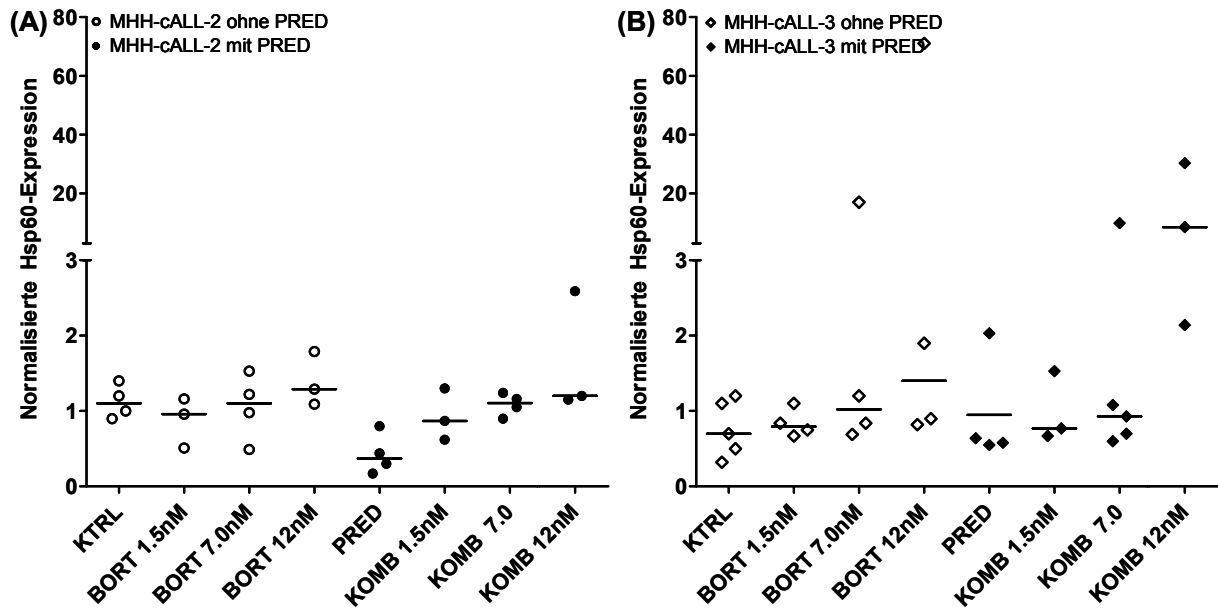 (A)
MHH-cALL-2 ohne PRED
MHH-cALL-2 mit PRED
Normalisierte Hsp60-Expression
80
60
40
20
3
2
1
0
KTRL
BORT 1.5nM
BORT 7.0nM
BORT 12nM
PRED
KOMB 1.5nM
KOMB 7.0
KOMB 12nM
(B)
MHH-cALL-3 ohne PRED
MHH-cALL-3 mit PRED
Normalisierte Hsp60-Expression
80
60
40
20
3
2
1
0
KTRL
BORT 1.5nM
BORT 7.0nM
BORT 12nM
PRED
KOMB 1.5nM
KOMB 7.0
KOMB 12nM